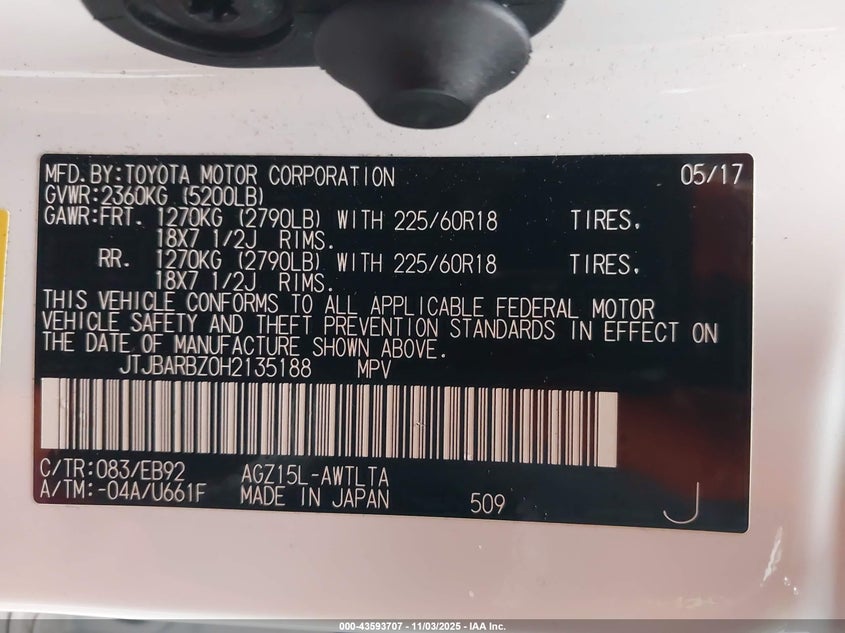 MFD.BY:TOYOTA MOTOR CORPORATION 05/17
GVWR:2360KG (5200LB)
GAWR:FRT. 1270KG (2790LB) WITH 225/60R18 TIRES.
18X7 1/2J RIMS.
RR. 1270KG (2790LB) WITH 225/60R18 TIRES.
18X7 1/2J RIMS.
THIS VEHICLE CONFORMS TO ALL APPLICABLE FEDERAL MOTOR
VEHICLE SAFETY AND THEFT PREVENTION STANDARDS IN EFFECT ON
THE DATE OF MANUFACTURE SHOWN ABOVE.
JTJBARBZ0H2135188 MPV
C/TR:083/EB92 AGZ15L-AWTLTA
A/TM:-04A/U661F MADE IN JAPAN 509 J
000-43593707 - 11/03/2025 - IAA Inc.